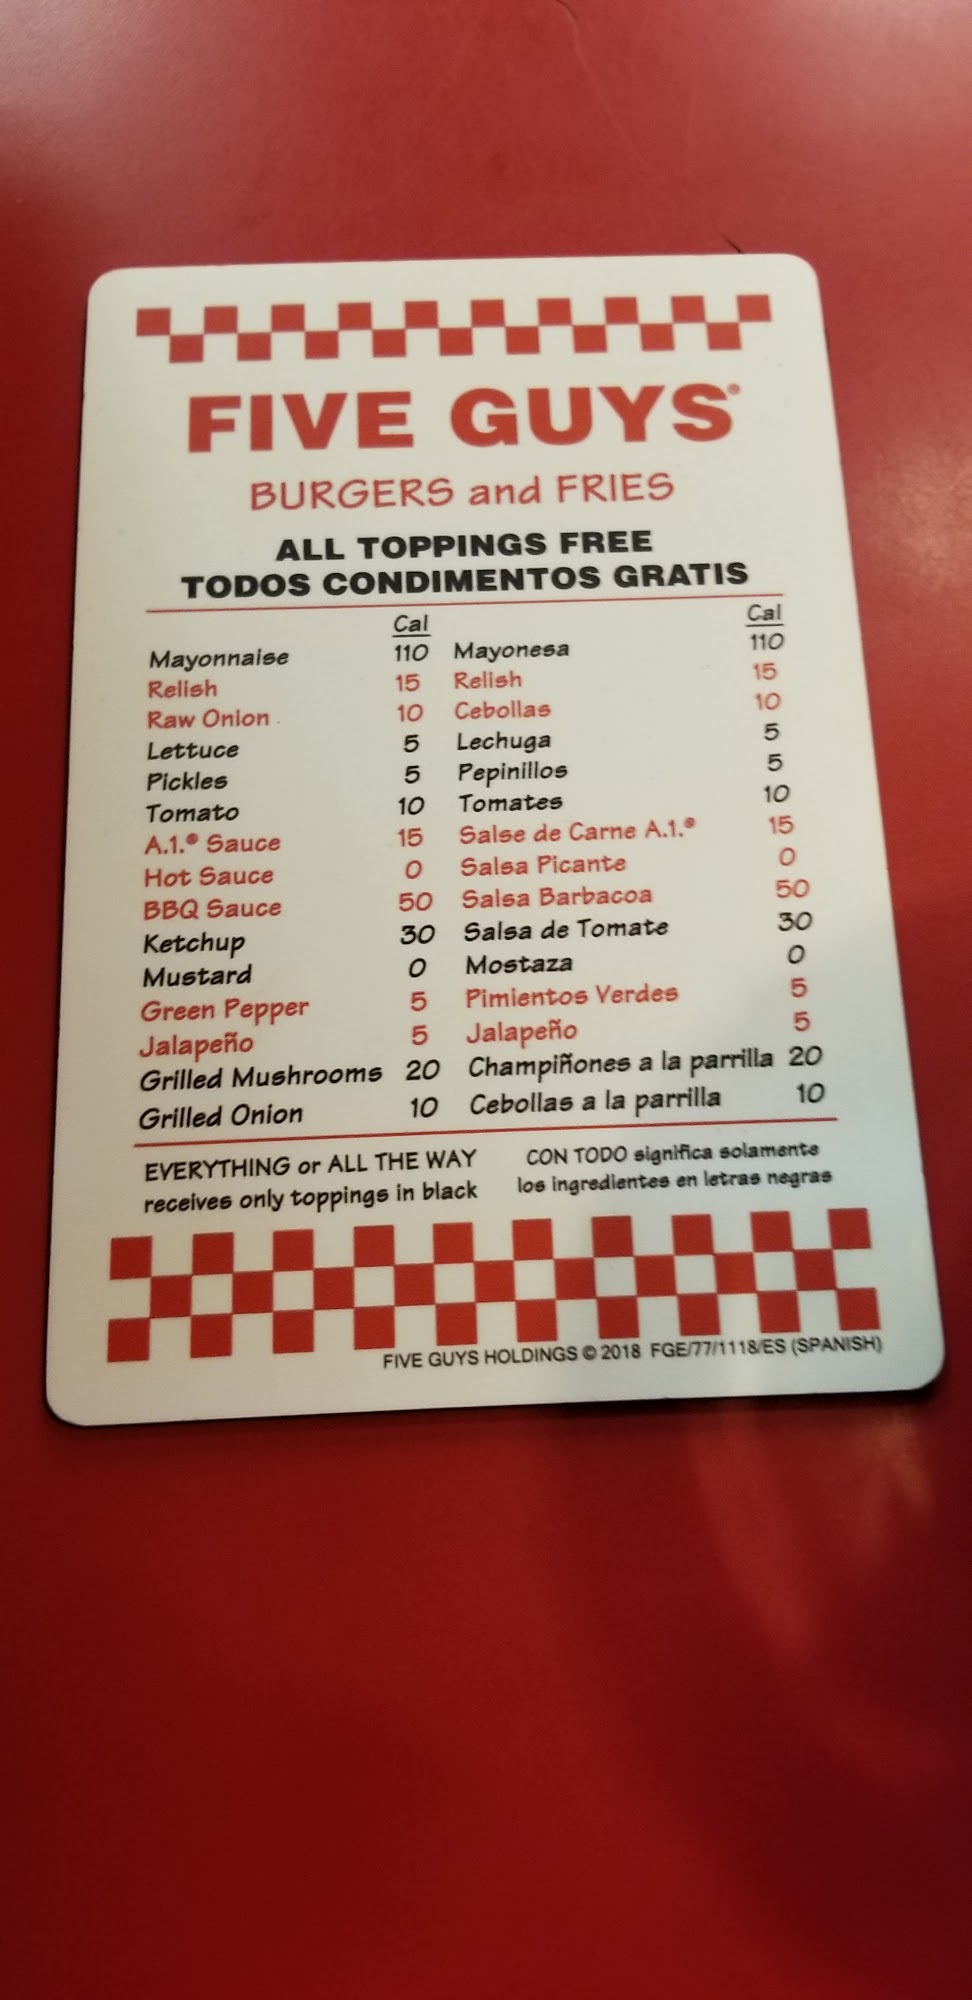 FIVE GUYS®
BURGERS and FRIES
ALL TOPPINGS FREE
TODOS CONDIMENTOS GRATIS
Cal Cal
Mayonnaise 110 Mayonesa 110
Relish 15 Relish 15
Raw Onion 10 Cebollas 10
Lettuce 5 Lechuga 5
Pickles 5 Pepinillos 5
Tomato 10 Tomates 10
A.1.® Sauce 15 Salse de Carne A.1.® 15
Hot Sauce 0 Salsa Picante 0
BBQ Sauce 50 Salsa Barbacoa 50
Ketchup 30 Salsa de Tomate 30
Mustard 0 Mostaza 0
Green Pepper 5 Pimientos Verdes 5
Jalapeño 5 Jalapeño 5
Grilled Mushrooms 20 Champiñones a la parrilla 20
Grilled Onion 10 Cebollas a la parrilla 10
EVERYTHING or ALL THE WAY
receives only toppings in black
CON TODO significa solamente
los ingredientes en letras negras
FIVE GUYS HOLDINGS © 2018 FGE/77/1118/ES (SPANISH)